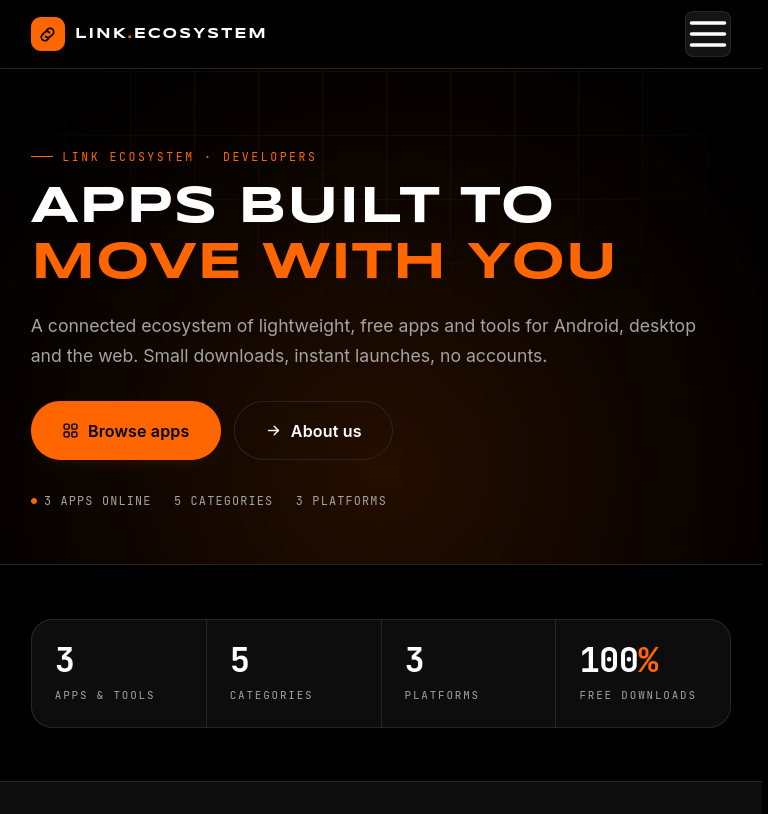 LINK.ECOSYSTEM
LINK ECOSYSTEM · DEVELOPERS
APPS BUILT TO
MOVE WITH YOU
A connected ecosystem of lightweight, free apps and tools for Android, desktop
and the web. Small downloads, instant launches, no accounts.
Browse apps
About us
3 APPS ONLINE 5 CATEGORIES 3 PLATFORMS
3 5 3 100%
APPS & TOOLS CATEGORIES PLATFORMS FREE DOWNLOADS